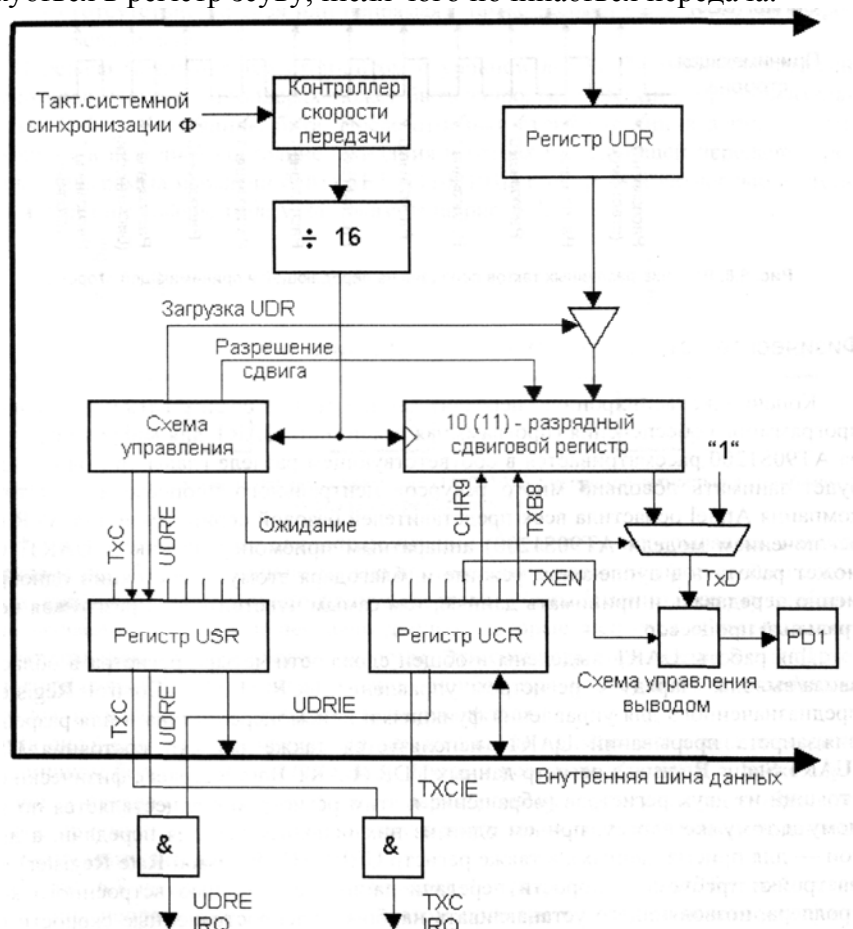 Такт.системной
синхронизации Ф
Контроллер
скорости
передачи
Регистр UDR
÷ 16
Загрузка UDR
Разрешение
сдвига
Схема
управления
10 (11) - разрядный
сдвиговой регистр
"1"
Ожидание
TxC
UDRE
CHR9
TXB8
TXEN
TxD
Регистр USR
Регистр UCR
PD1
Схема управления
выводом
TxC
UDRE
UDRIE
TXCIE
Внутренняя шина данных
&
&
UDRE
IRQ
TXC
IRQ